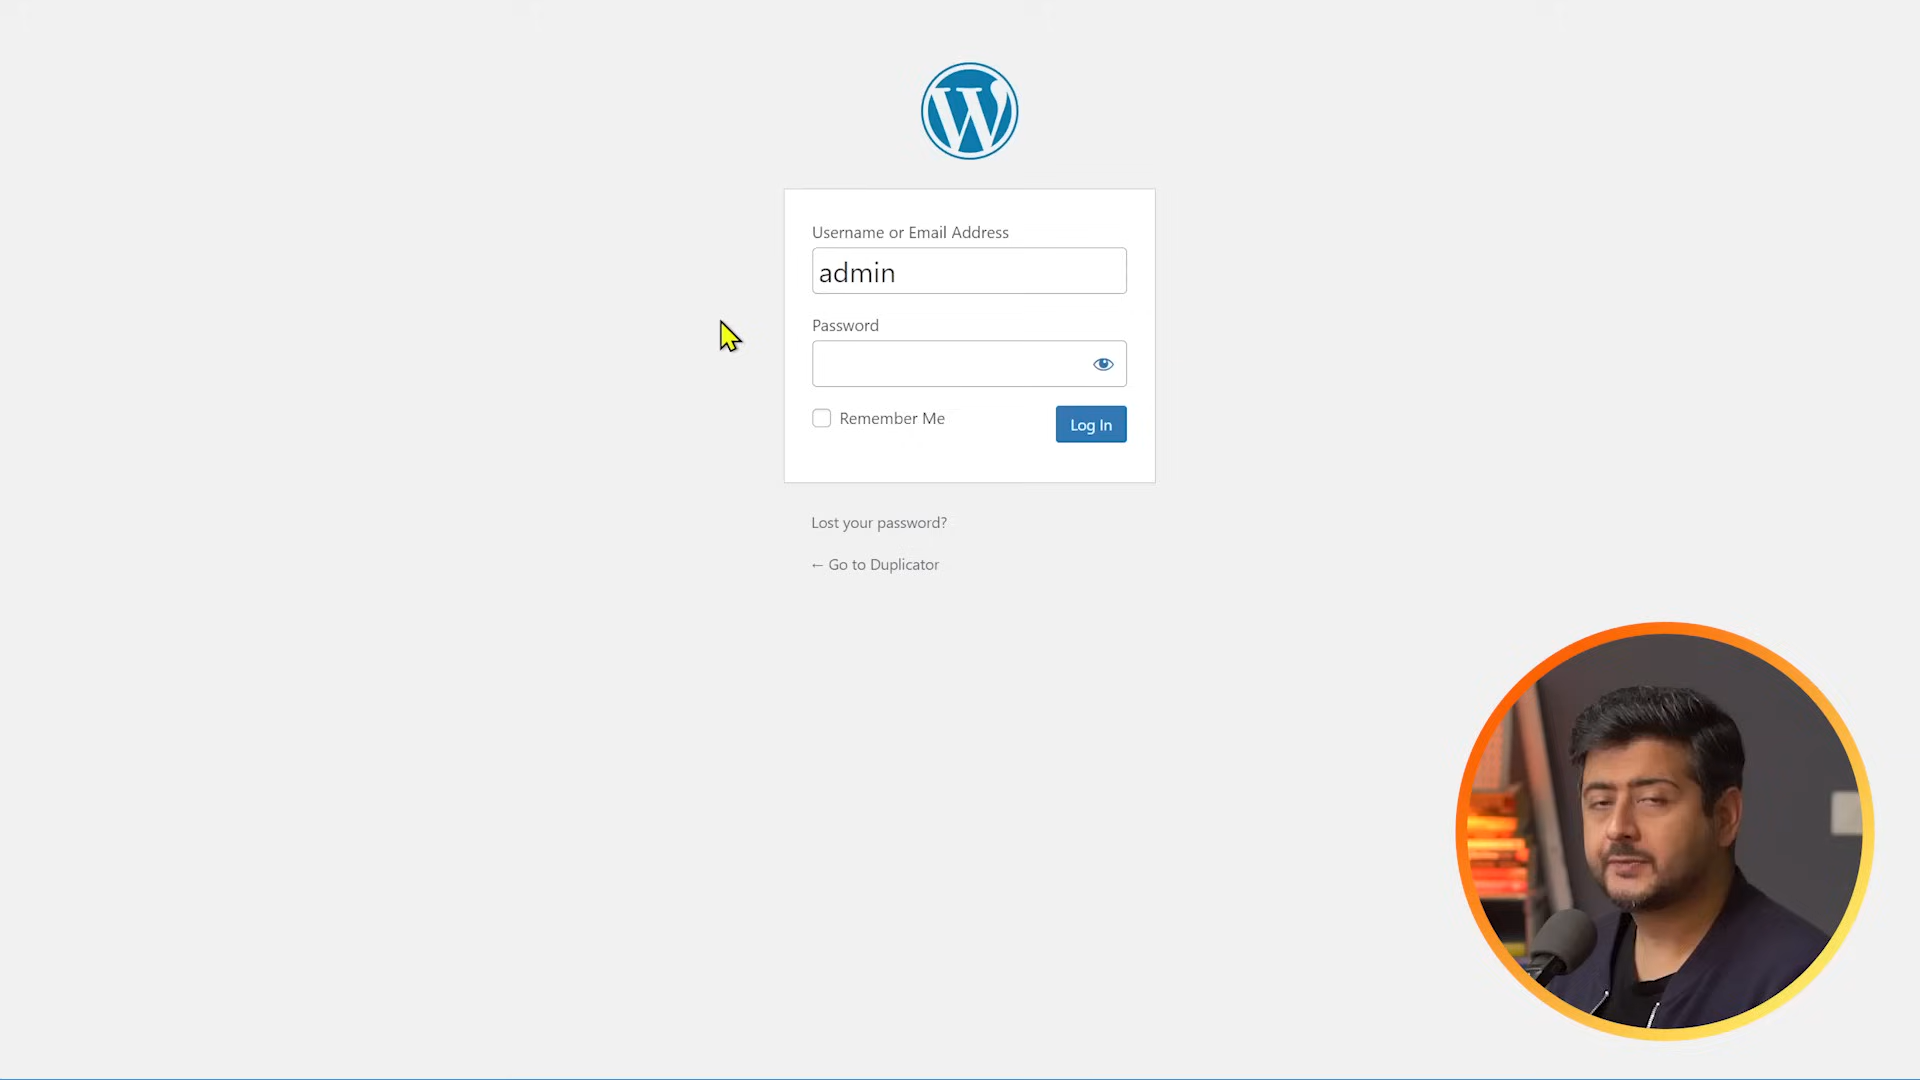 Username or Email Address
admin
Password
Remember Me
Log In
Lost your password?
← Go to Duplicator